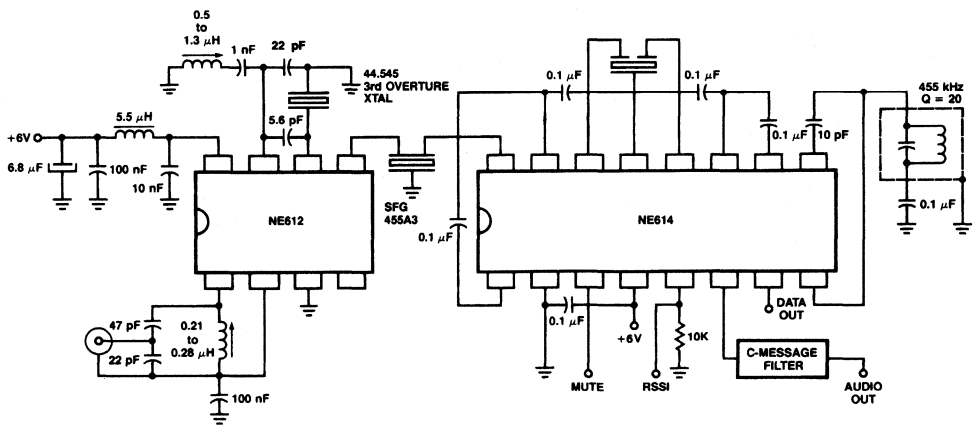 0.5
to
1.3 μH
1 nF
22 pF
44.545
3rd OVERTURE
XTAL
0.1 μF
0.1 μF
455 kHz
Q = 20
+6V
5.5 μH
5.6 pF
0.1 μF
10 pF
6.8 μF
100 nF
10 nF
SFG
455A3
0.1 μF
NE612
NE614
0.1 μF
47 pF
22 pF
0.21
to
0.28 μH
100 nF
0.1 μF
+6V
10K
DATA
OUT
MUTE
RSSI
C-MESSAGE
FILTER
AUDIO
OUT